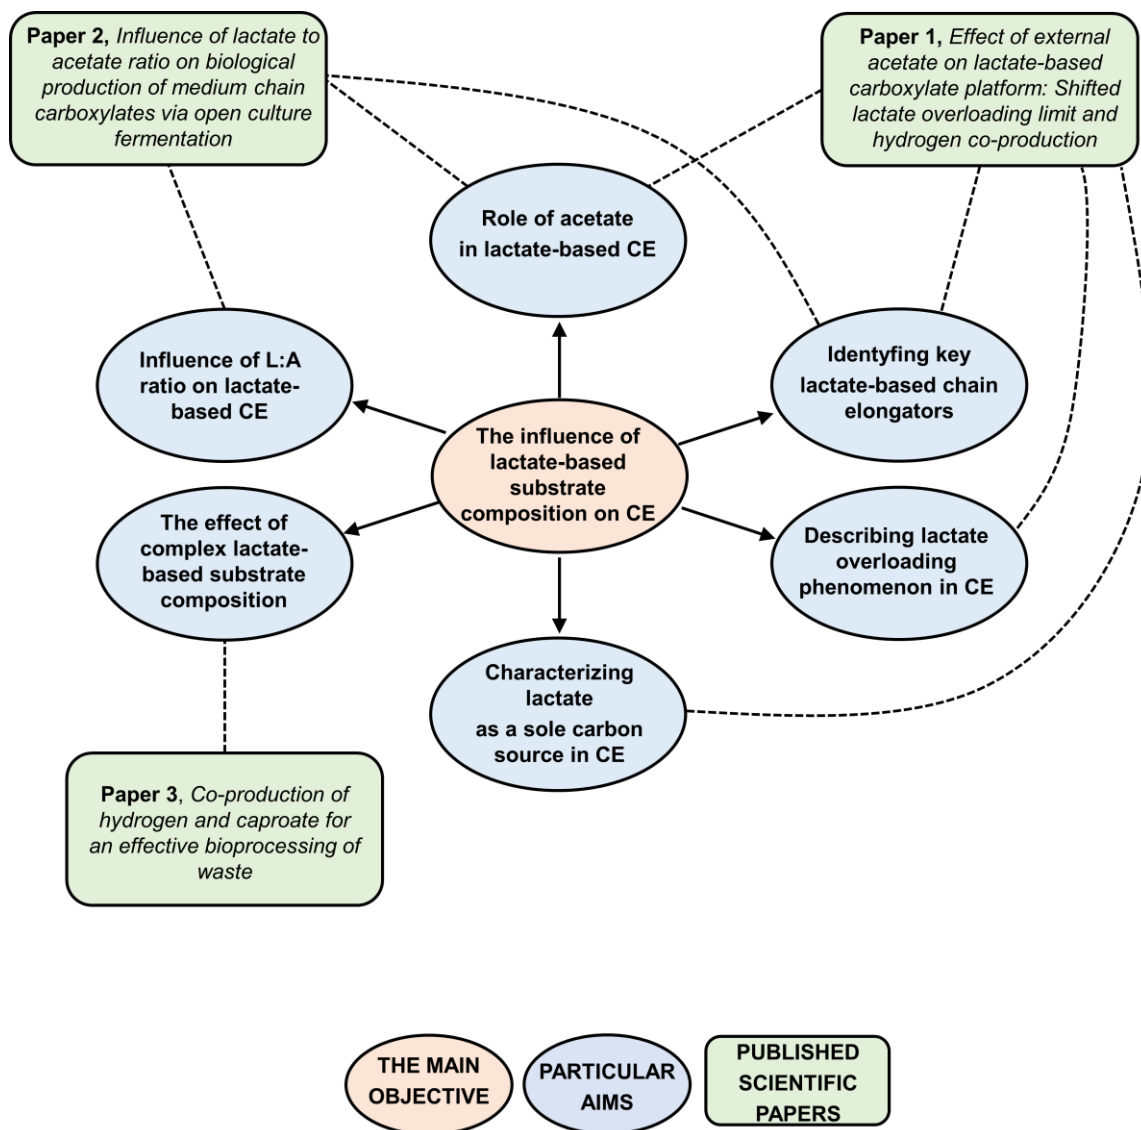 Paper 2, Influence of lactate to
acetate ratio on biological
production of medium chain
carboxylates via open culture
fermentation
Paper 1, Effect of external
acetate on lactate-based
carboxylate platform: Shifted
lactate overloading limit and
hydrogen co-production
Role of acetate
in lactate-based CE
Influence of L:A
ratio on lactate-
based CE
Identyfing key
lactate-based chain
elongators
The influence of
lactate-based
substrate
composition on CE
The effect of
complex lactate-
based substrate
composition
Describing lactate
overloading
phenomenon in CE
Characterizing
lactate
as a sole carbon
source in CE
Paper 3, Co-production of
hydrogen and caproate for
an effective bioprocessing of
waste
THE MAIN
OBJECTIVE
PARTICULAR
AIMS
PUBLISHED
SCIENTIFIC
PAPERS